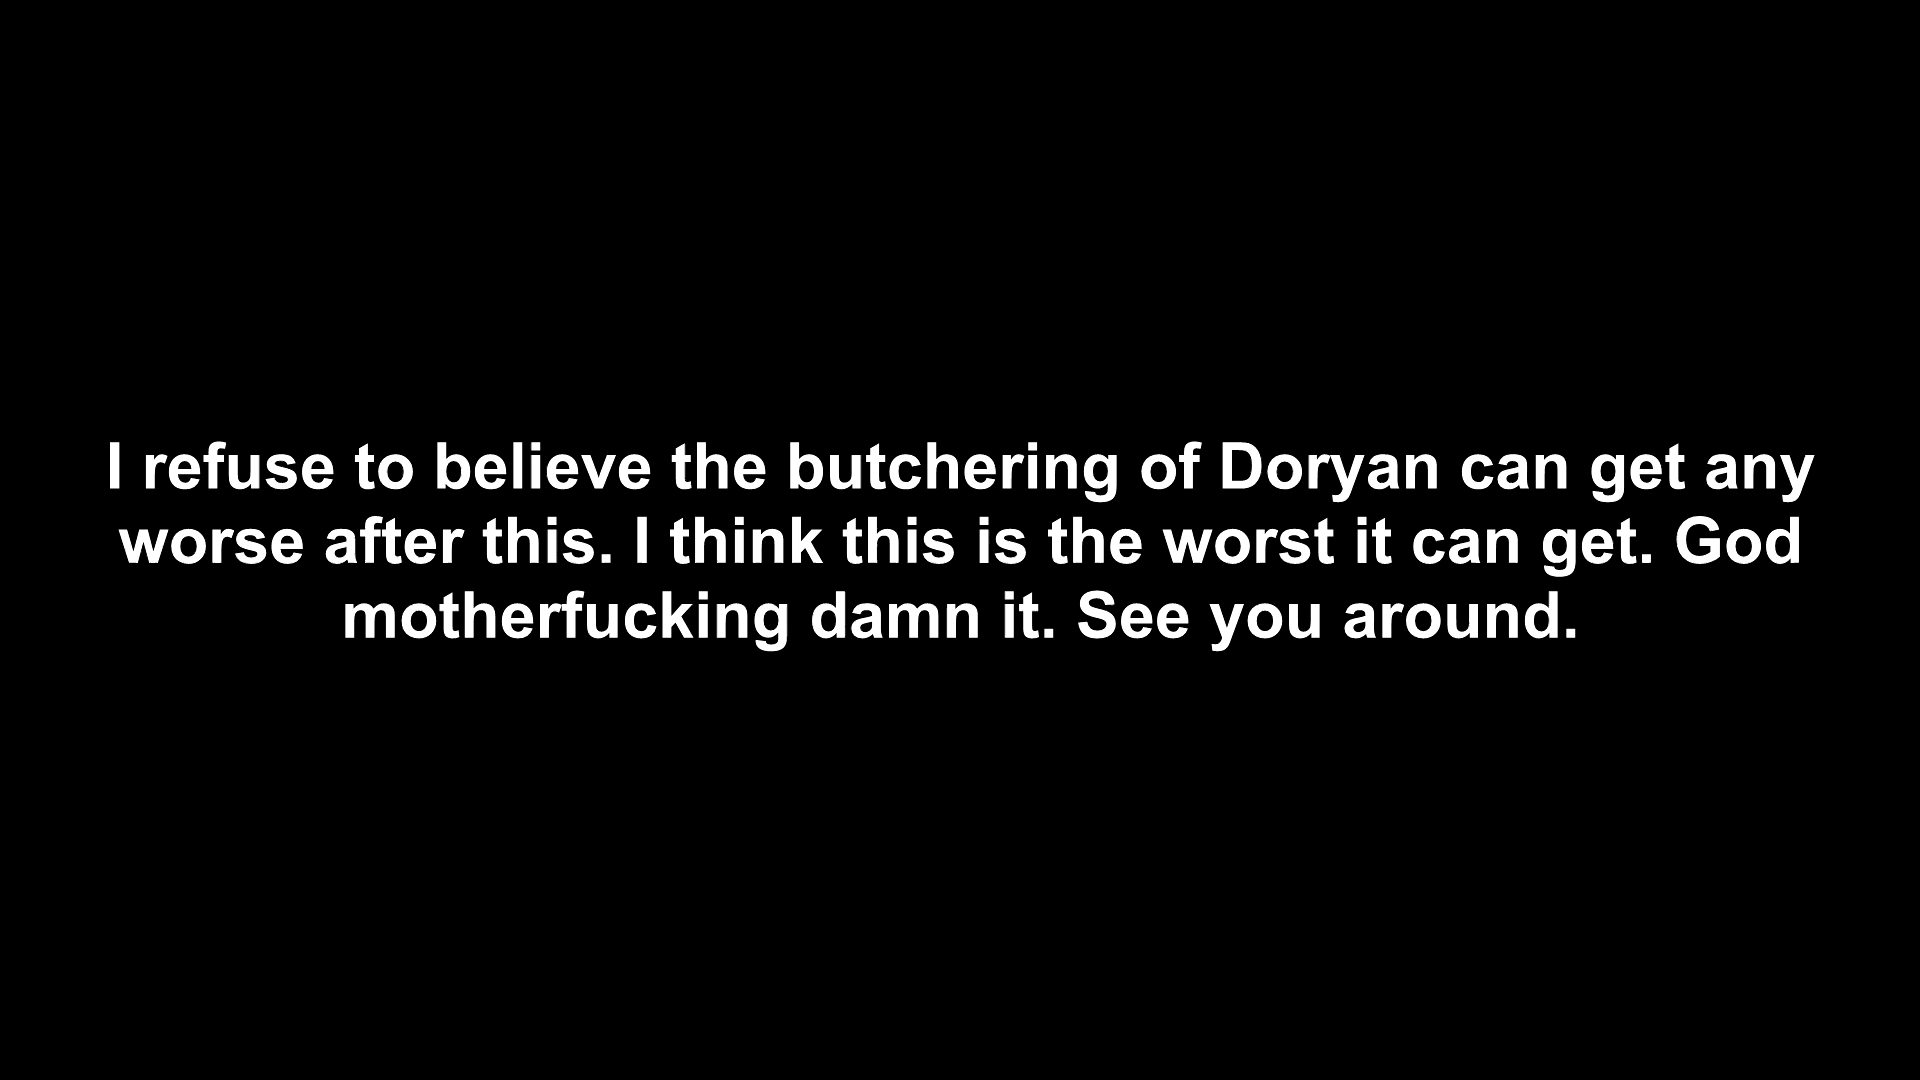 I refuse to believe the butchering of Doryan can get any
worse after this. I think this is the worst it can get. God
motherfucking damn it. See you around.